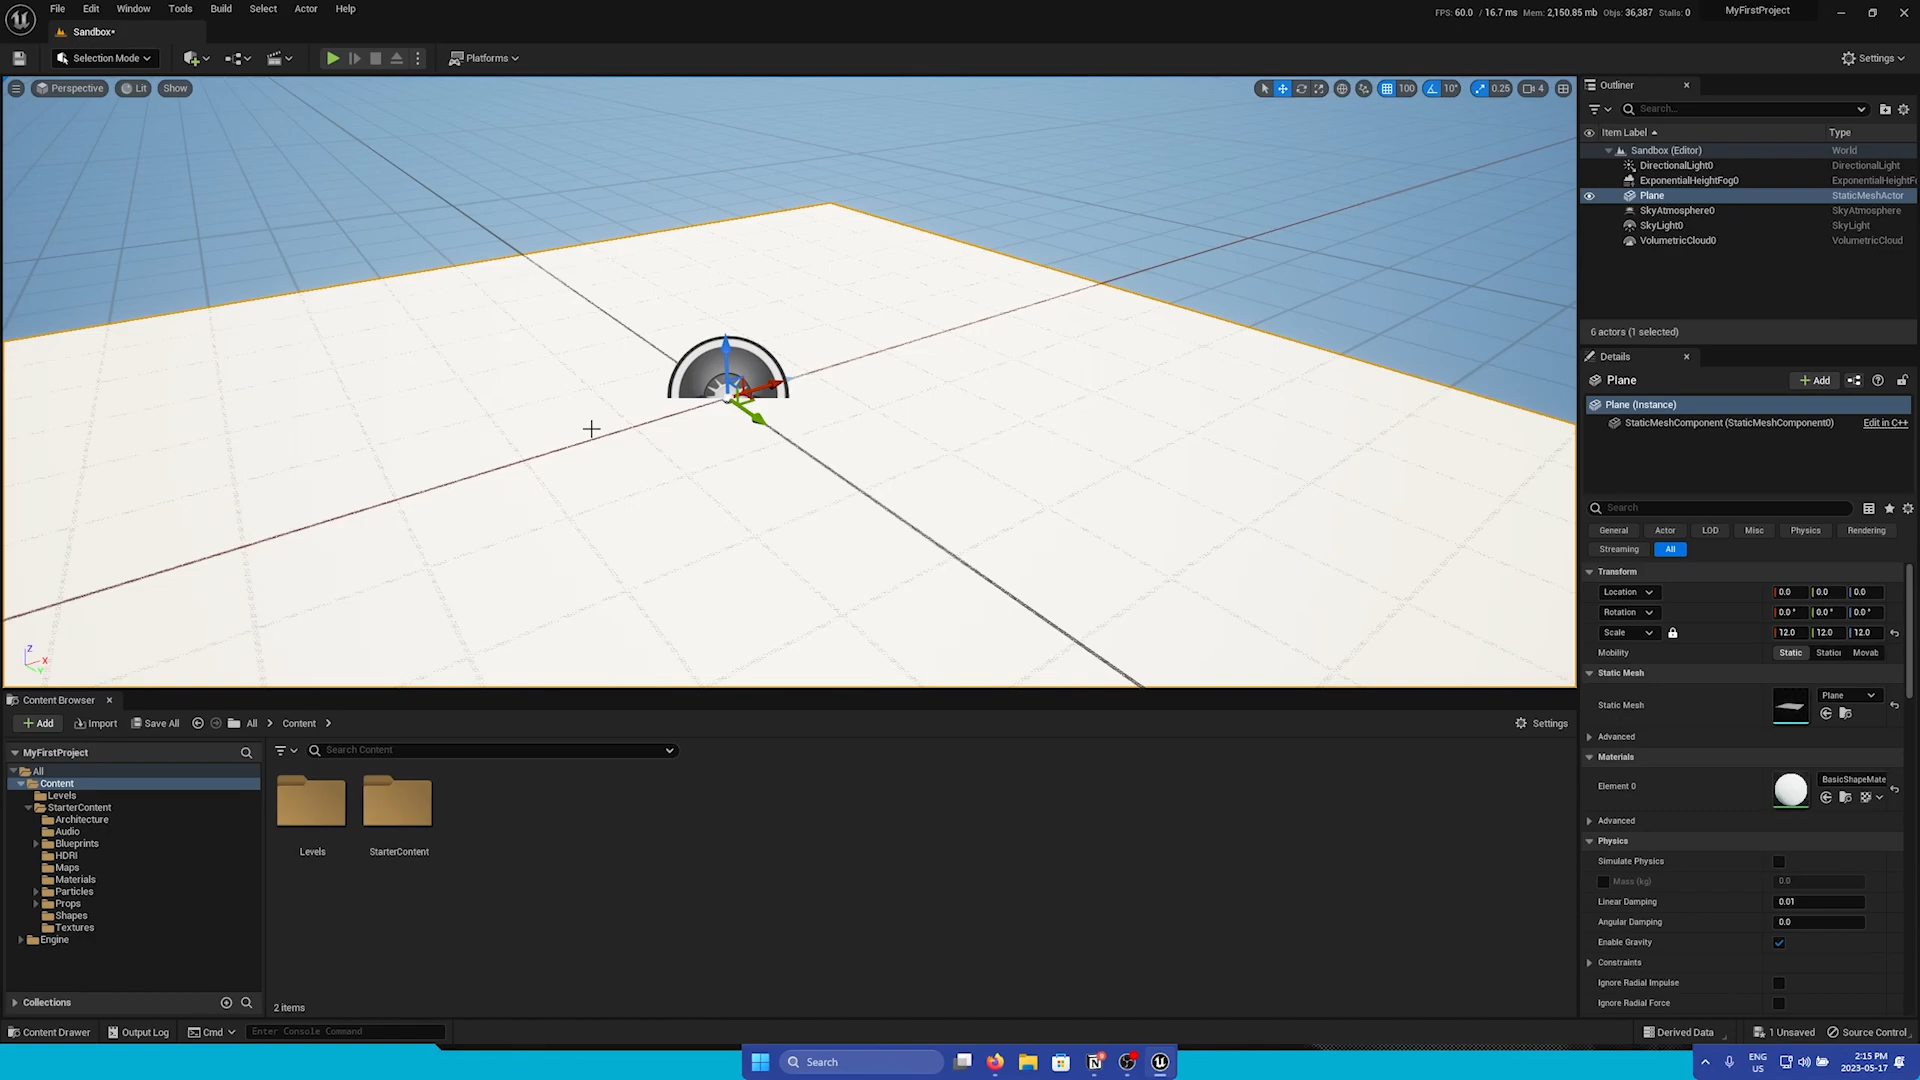 File Edit Window Tools Build Select Actor Help
FPS: 60.0 / 16.7 ms Mem: 2,150.85 mb Objs: 36,387 Stalls: 0
MyFirstProject
Sandbox•
Selection Mode
Platforms
Settings
Perspective Lit Show
100 10° 0.25 4
Outliner
Search...
Item Label Type
Sandbox (Editor) World
DirectionalLight0 DirectionalLight
ExponentialHeightFog0 ExponentialHeightFo
Plane StaticMeshActor
SkyAtmosphere0 SkyAtmosphere
SkyLight0 SkyLight
VolumetricCloud0 VolumetricCloud
6 actors (1 selected)
Details
Plane
Add
Plane (Instance)
StaticMeshComponent (StaticMeshComponent0) Edit in C++
Search
General Actor LOD Misc Physics Rendering
Streaming All
Transform
Location 0.0 0.0 0.0
Rotation 0.0° 0.0° 0.0°
Scale 12.0 12.0 12.0
Mobility Static Station Movab
Static Mesh
Static Mesh Plane
Advanced
Materials
Element 0 BasicShapeMate
Advanced
Physics
Simulate Physics
Mass (kg) 0.0
Linear Damping 0.01
Angular Damping 0.0
Enable Gravity
Constraints
Ignore Radial Impulse
Ignore Radial Force
Z
X
Y
Content Browser
Add Import Save All All Content Settings
MyFirstProject
Search Content
All
Content
Levels
StarterContent
Architecture
Audio
Blueprints
HDRI
Maps
Materials
Particles
Props
Shapes
Textures
Engine
Levels StarterContent
Collections
2 items
Content Drawer Output Log Cmd Enter Console Command
Derived Data 1 Unsaved Source Control
Search
ENG
US
2:15 PM
2023-05-17